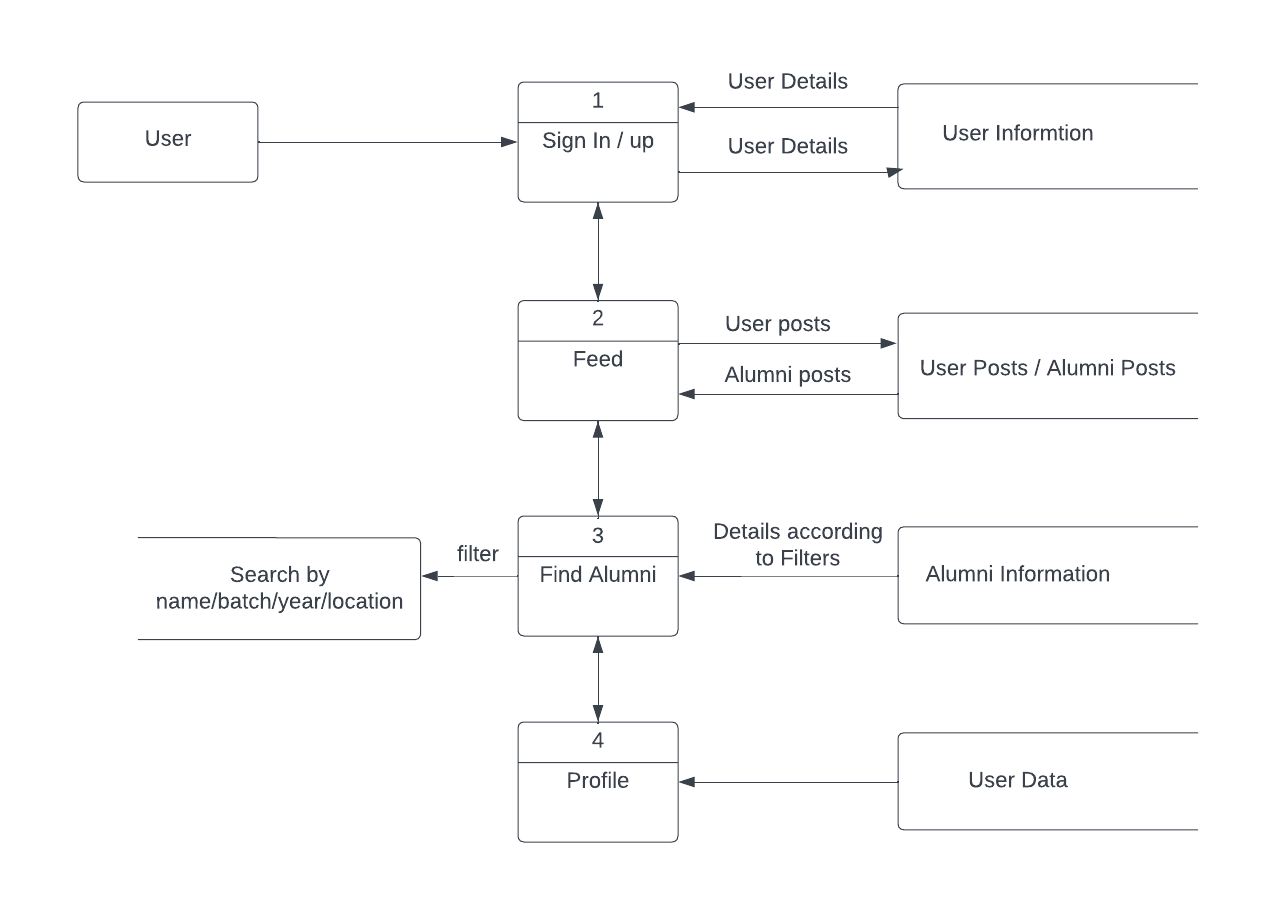 User Details
1
User
Sign In / up
User Details
User Informtion
2
User posts
Feed
Alumni posts
User Posts / Alumni Posts
3
Details according
to Filters
filter
Search by
name/batch/year/location
Find Alumni
Alumni Information
4
Profile
User Data